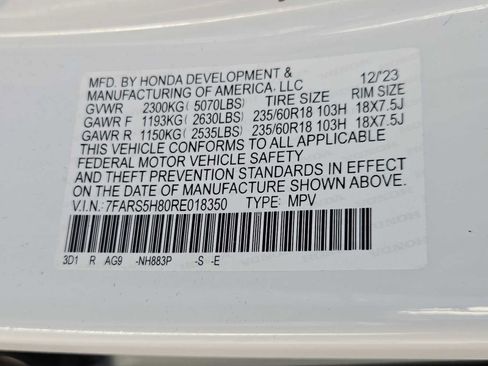 MFD. BY HONDA DEVELOPMENT & 12/'23
MANUFACTURING OF AMERICA, LLC
GVWR 2300KG( 5070LBS) TIRE SIZE RIM SIZE
GAWR F 1193KG( 2630LBS) 235/60R18 103H 18X7.5J
GAWR R 1150KG( 2535LBS) 235/60R18 103H 18X7.5J
THIS VEHICLE CONFORMS TO ALL APPLICABLE
FEDERAL MOTOR VEHICLE SAFETY
AND THEFT PREVENTION STANDARDS IN EFFECT
ON THE DATE OF MANUFACTURE SHOWN ABOVE.
V.I.N.: 7FARS5H80RE018350 TYPE: MPV
3D1 R AG9 -NH883P -S -E